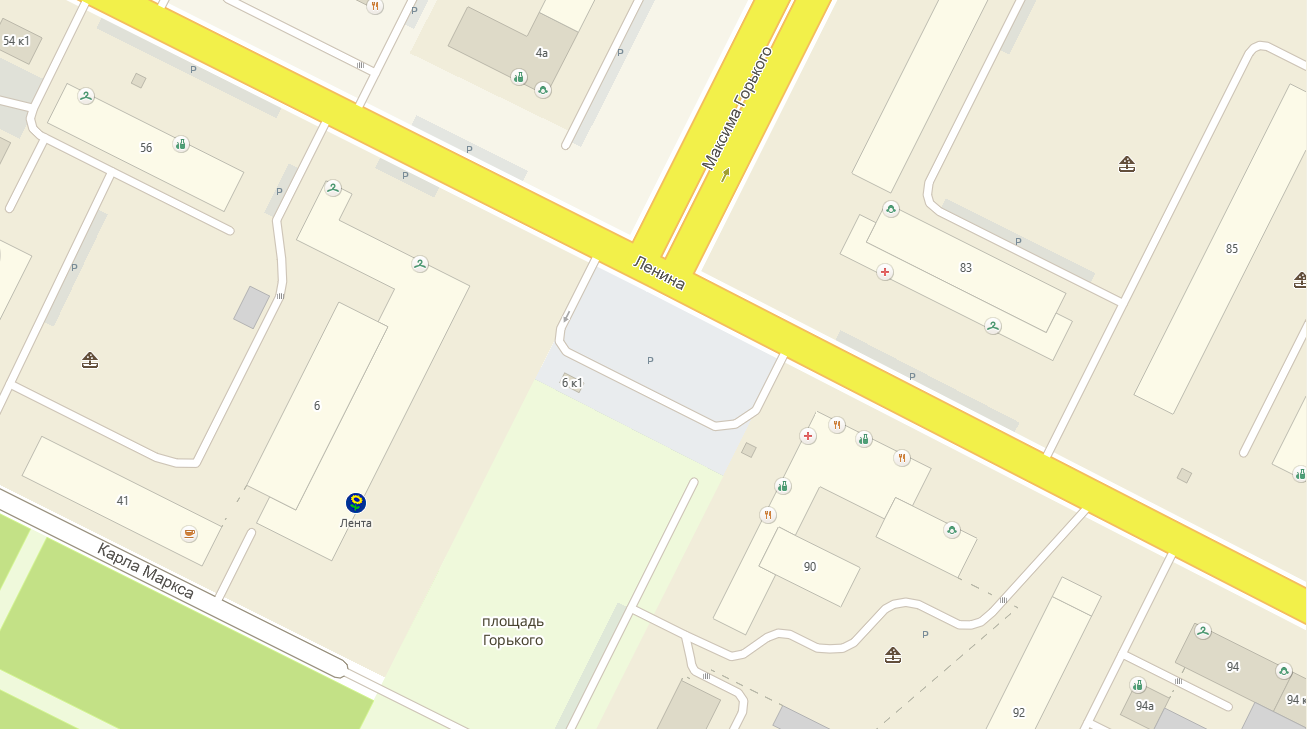 54 к1
P
P
4а
P
Максима Горького
56
P
P
P
P
83
P
85
P
Ленина
P
P
6 к1
6
41
Лента
Карла Маркса
90
площадь
Горького
P
92
94
94а
94 к